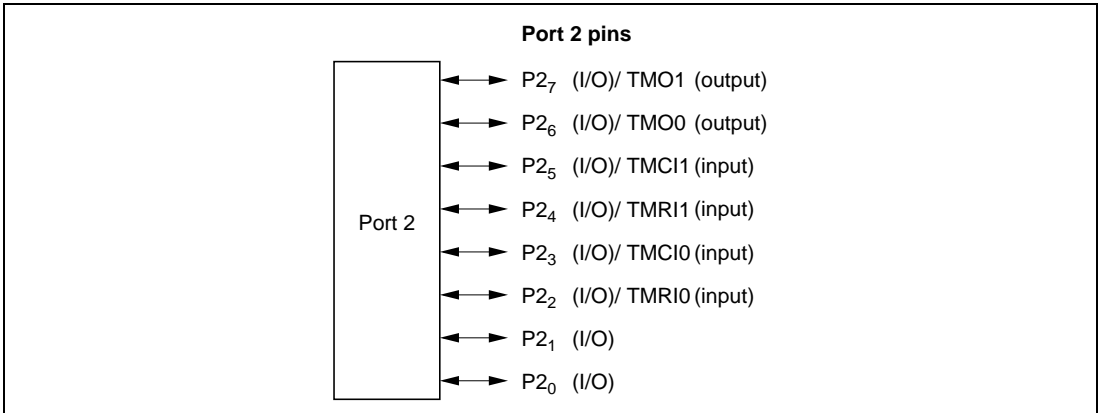 Port 2 pins
P2₇ (I/O)/ TMO1 (output)
P2₆ (I/O)/ TMO0 (output)
P2₅ (I/O)/ TMCI1 (input)
Port 2
P2₄ (I/O)/ TMRI1 (input)
P2₃ (I/O)/ TMCI0 (input)
P2₂ (I/O)/ TMRI0 (input)
P2₁ (I/O)
P2₀ (I/O)